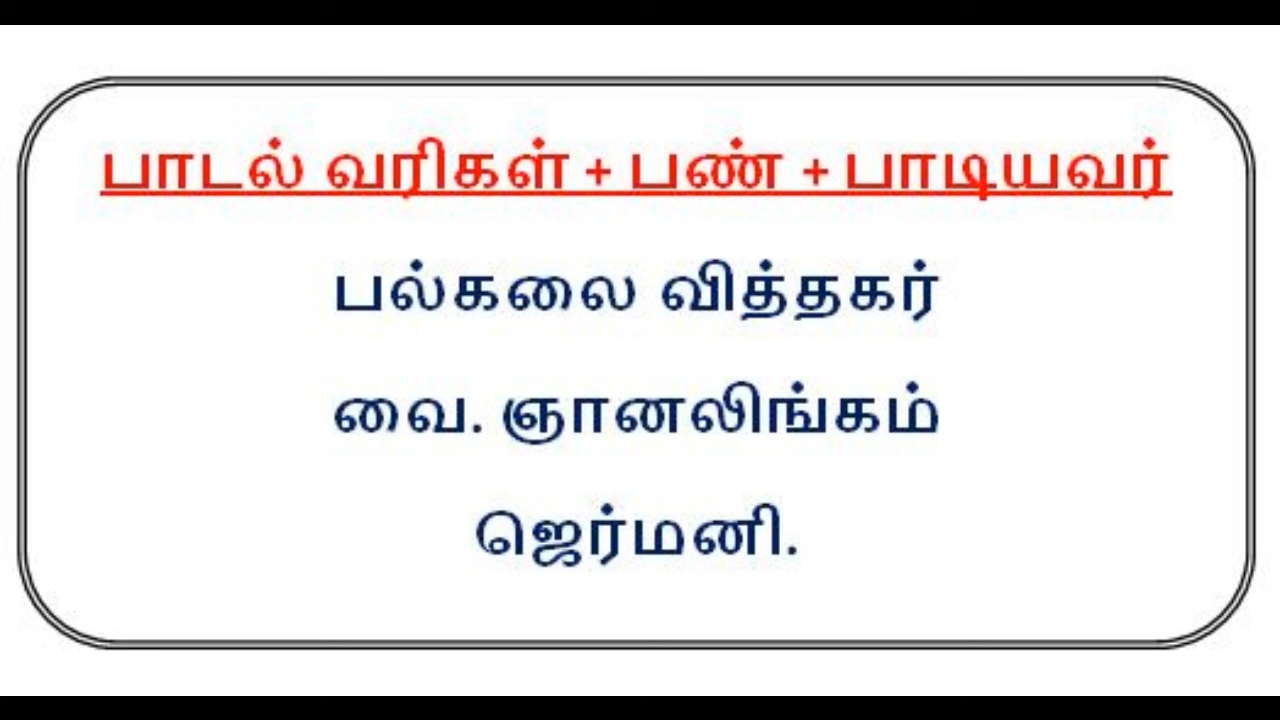 பாடல் வரிகள் + பண் + பாடியவர்
பல்கலை வித்தகர்
வை. ஞானலிங்கம்
ஜெர்மனி.